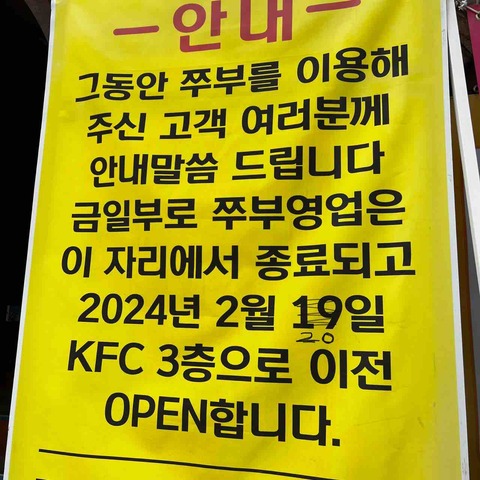 -안내-
그동안 쭈부를 이용해
주신 고객 여러분께
안내말씀 드립니다
금일부로 쭈부영업은
이 자리에서 종료되고
2024년 2월 19일
20
KFC 3층으로 이전
OPEN합니다.